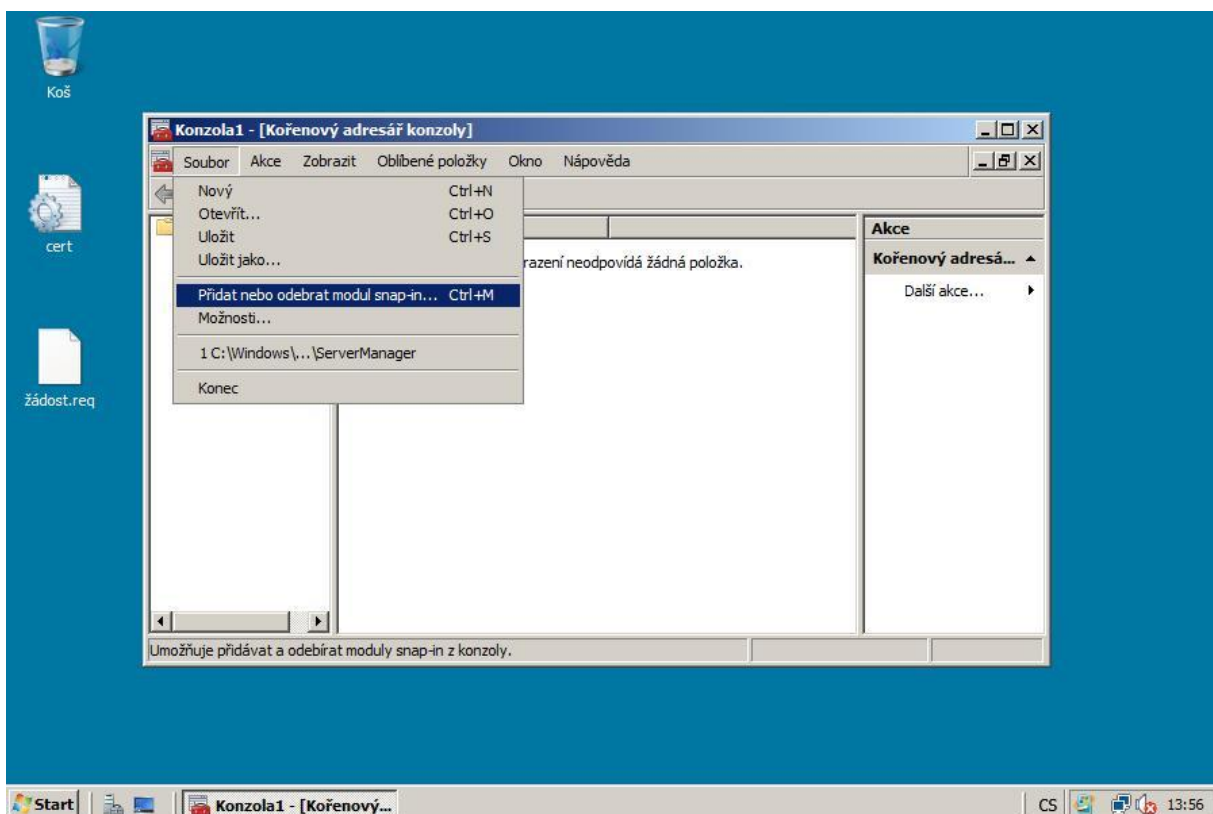 Koš
cert
žádost.req
Konzola1 - [Kořenový adresář konzoly]
Soubor Akce Zobrazit Oblíbené položky Okno Nápověda
Nový Ctrl+N
Otevřít... Ctrl+O
Uložit Ctrl+S
Uložit jako...
Přidat nebo odebrat modul snap-in... Ctrl+M
Možnosti...
1 C:\Windows\...\ServerManager
Konec
razení neodpovídá žádná položka.
Akce
Kořenový adresá...
Další akce...
Umožňuje přidávat a odebírat moduly snap-in z konzoly.
Start
Konzola1 - [Kořenový...
CS
13:56